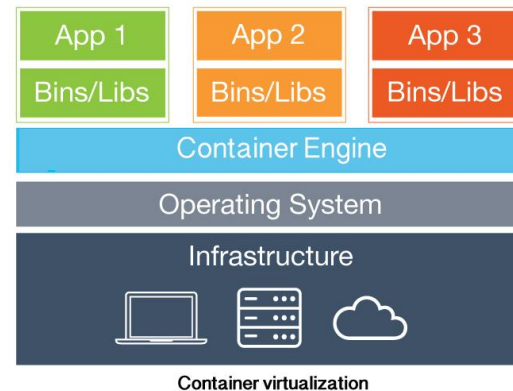 App 1 App 2 App 3
Bins/Libs Bins/Libs Bins/Libs
Container Engine
Operating System
Infrastructure
Container virtualization